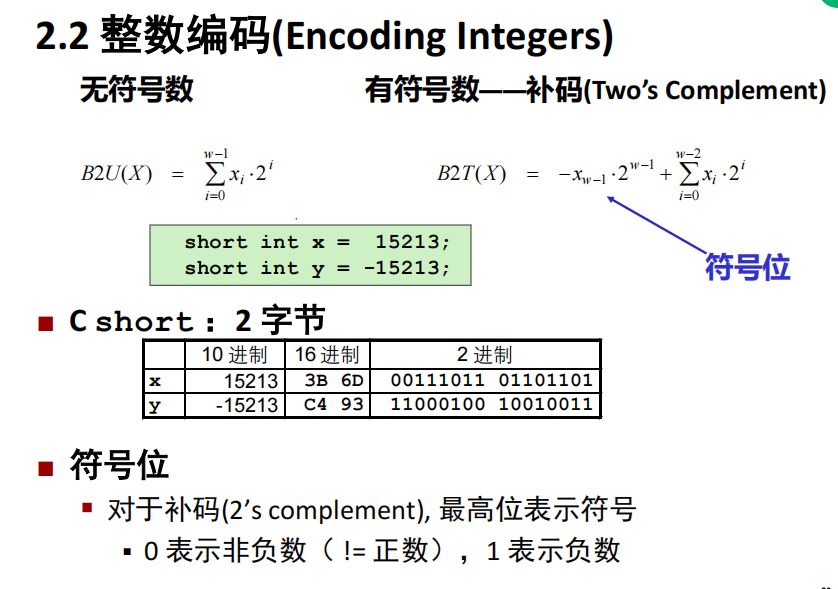 2.2 整数编码(Encoding Integers)
无符号数 有符号数——补码(Two's Complement)
B2U(X) = ∑_{i=0}^{w−1} x_i · 2^i B2T(X) = −x_{w−1} · 2^{w−1} + ∑_{i=0}^{w−2} x_i · 2^i
short int x = 15213;
short int y = -15213;
符号位
■ C short : 2 字节
10 进制 16 进制 2 进制
x 15213 3B 6D 00111011 01101101
y -15213 C4 93 11000100 10010011
■ 符号位
▪ 对于补码(2's complement), 最高位表示符号
▪ 0 表示非负数（ != 正数）, 1 表示负数